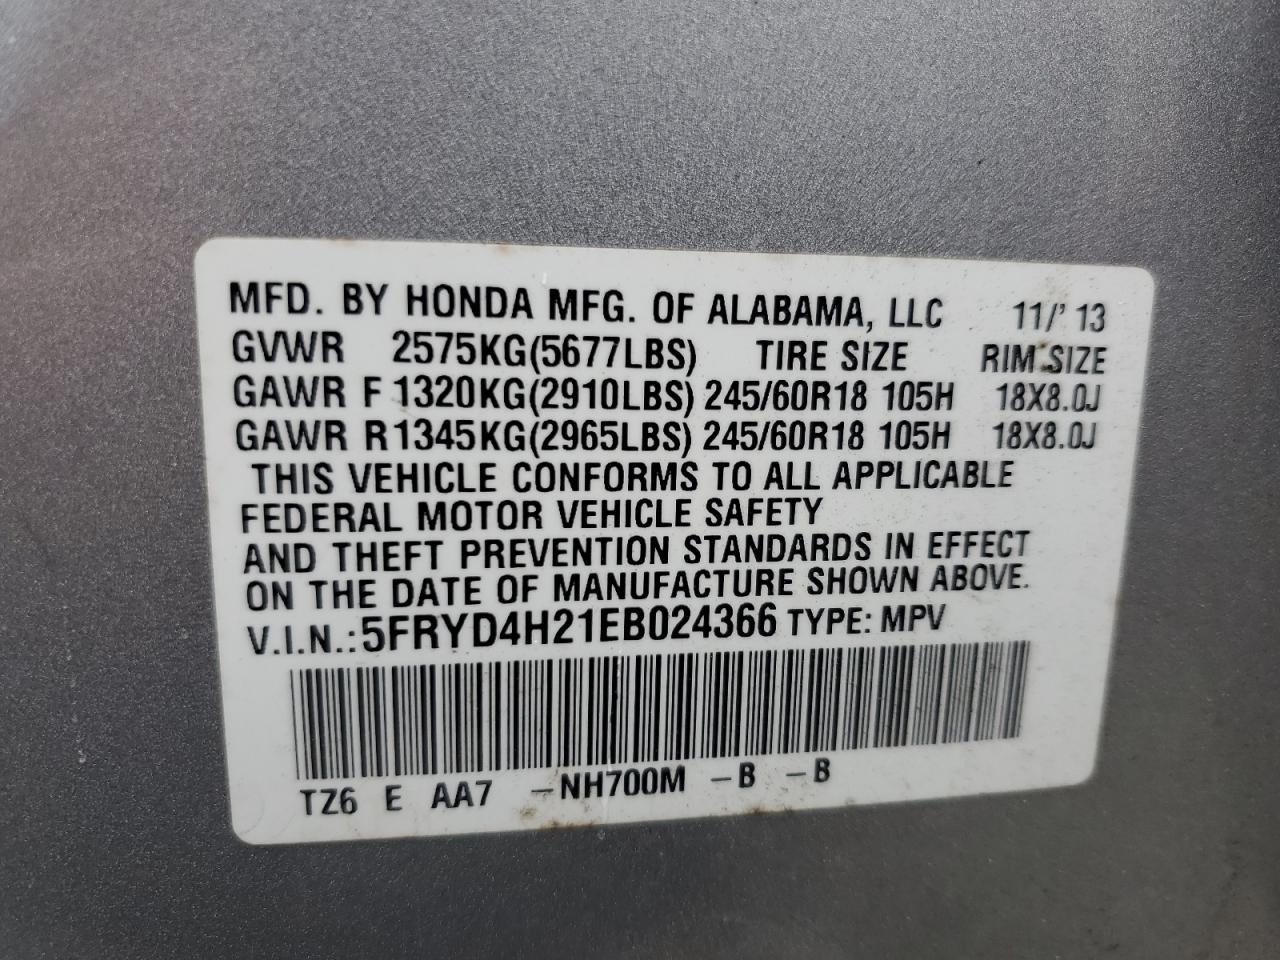 MFD. BY HONDA MFG. OF ALABAMA, LLC 11/' 13
GVWR 2575KG(5677LBS) TIRE SIZE RIM SIZE
GAWR F 1320KG(2910LBS) 245/60R18 105H 18X8.0J
GAWR R 1345KG(2965LBS) 245/60R18 105H 18X8.0J
THIS VEHICLE CONFORMS TO ALL APPLICABLE
FEDERAL MOTOR VEHICLE SAFETY
AND THEFT PREVENTION STANDARDS IN EFFECT
ON THE DATE OF MANUFACTURE SHOWN ABOVE.
V.I.N.: 5FRYD4H21EB024366 TYPE: MPV
TZ6 E AA7 -NH700M -B -B